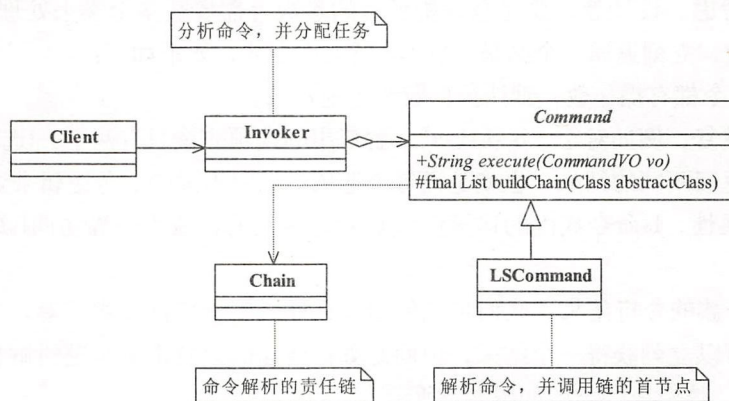 分析命令，并分配任务
Client
Invoker
Command
+String execute(CommandVO vo)
#final List buildChain(Class abstractClass)
Chain
LSCommand
命令解析的责任链
解析命令，并调用链的首节点